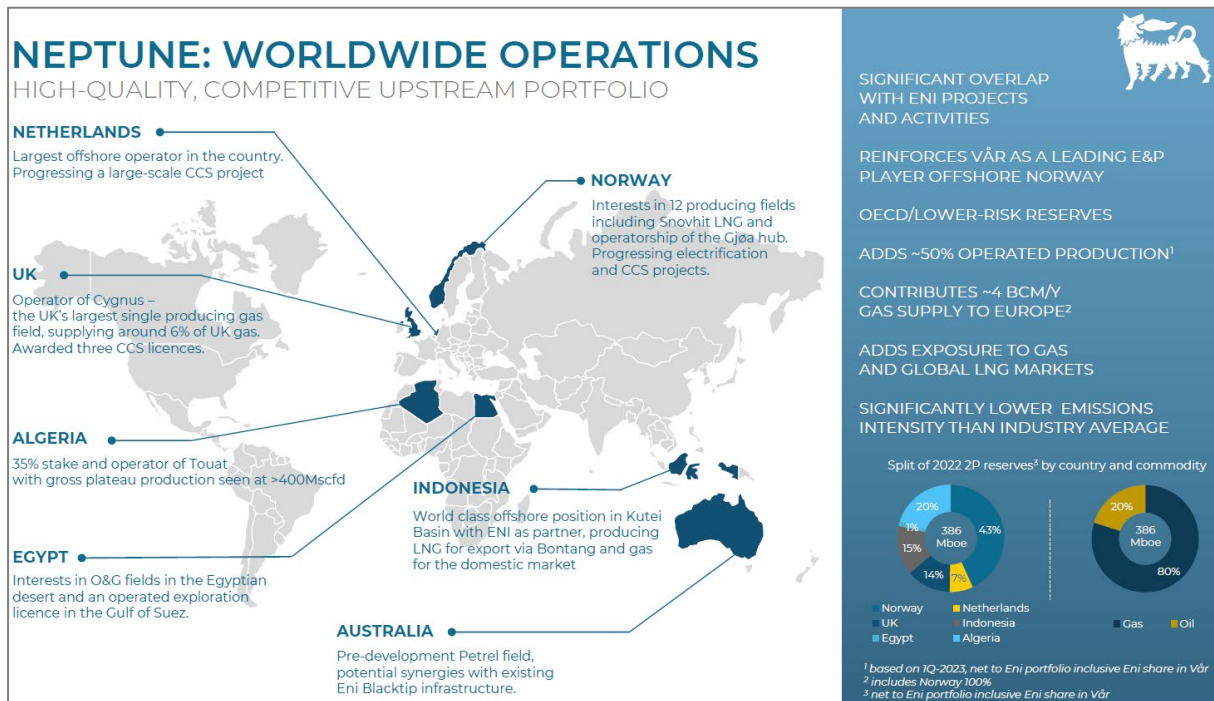 NEPTUNE: WORLDWIDE OPERATIONS
HIGH-QUALITY, COMPETITIVE UPSTREAM PORTFOLIO
NETHERLANDS
Largest offshore operator in the country.
Progressing a large-scale CCS project
NORWAY
Interests in 12 producing fields
including Snovhit LNG and
operatorship of the Gjøa hub.
Progressing electrification
and CCS projects.
UK
Operator of Cygnus –
the UK's largest single producing gas
field, supplying around 6% of UK gas.
Awarded three CCS licences.
ALGERIA
35% stake and operator of Touat
with gross plateau production seen at >400Mscfd
INDONESIA
World class offshore position in Kutei
Basin with ENI as partner, producing
LNG for export via Bontang and gas
for the domestic market
EGYPT
Interests in O&G fields in the Egyptian
desert and an operated exploration
licence in the Gulf of Suez.
AUSTRALIA
Pre-development Petrel field,
potential synergies with existing
Eni Blacktip infrastructure.
SIGNIFICANT OVERLAP
WITH ENI PROJECTS
AND ACTIVITIES
REINFORCES VÅR AS A LEADING E&P
PLAYER OFFSHORE NORWAY
OECD/LOWER-RISK RESERVES
ADDS ~50% OPERATED PRODUCTION¹
CONTRIBUTES ~4 BCM/Y
GAS SUPPLY TO EUROPE²
ADDS EXPOSURE TO GAS
AND GLOBAL LNG MARKETS
SIGNIFICANTLY LOWER EMISSIONS
INTENSITY THAN INDUSTRY AVERAGE
Split of 2022 2P reserves³ by country and commodity
20%
1%
15%
14%
7%
43%
386
Mboe
20%
80%
386
Mboe
Norway
Netherlands
UK
Indonesia
Egypt
Algeria
Gas
Oil
¹ based on 1Q-2023, net to Eni portfolio inclusive Eni share in Vår
² includes Norway 100%
³ net to Eni portfolio inclusive Eni share in Vår